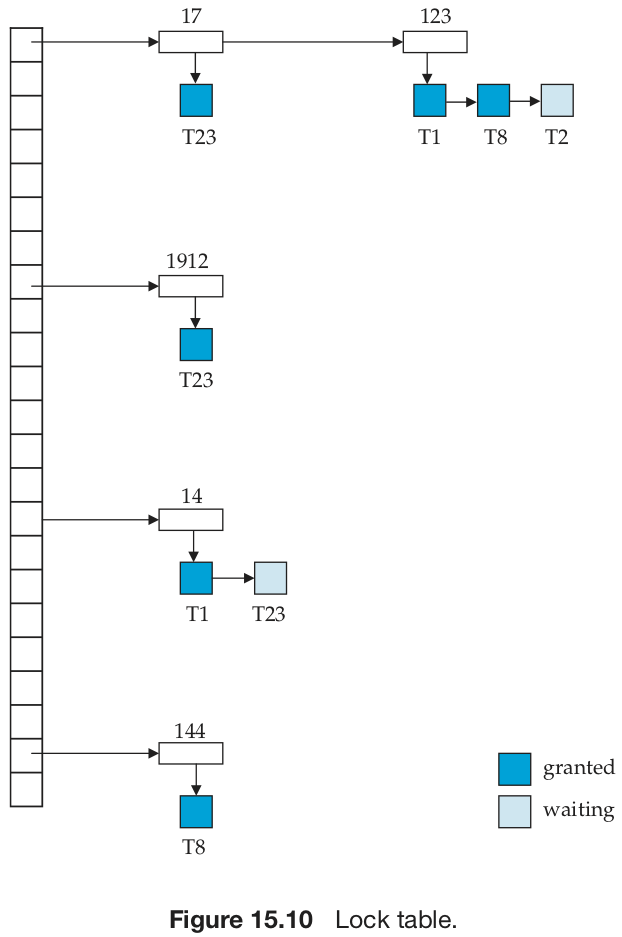 17 123
T23 T1 T8 T2
1912
T23
14
T1 T23
144
granted
waiting
T8
Figure 15.10 Lock table.